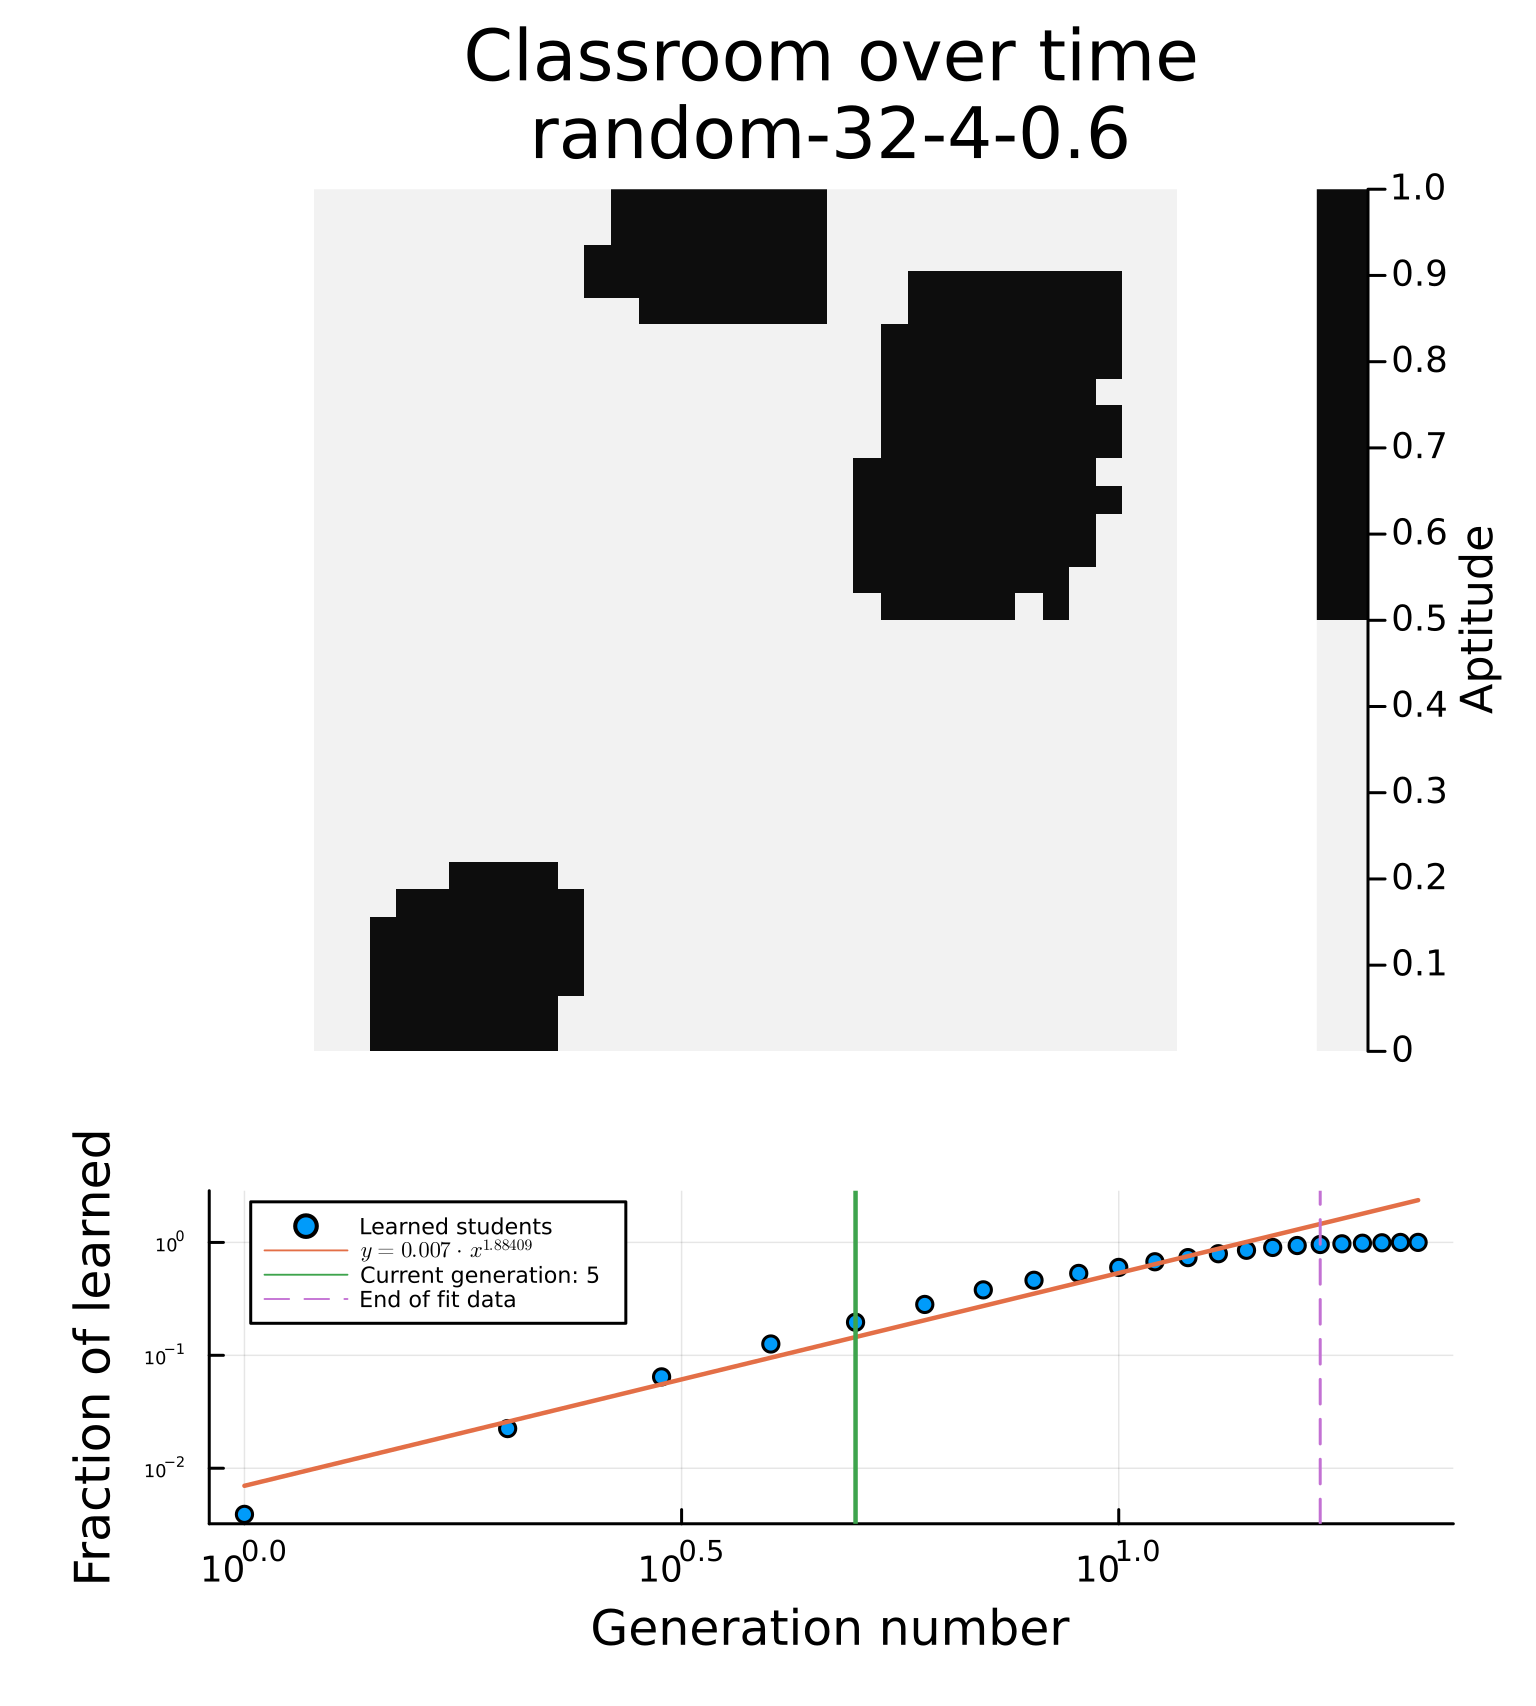 Classroom over time
random-32-4-0.6
1.0
0.9
0.8
0.7
0.6
0.5
0.4
0.3
0.2
0.1
0
Aptitude
Fraction of learned
10⁰
10⁻¹
10⁻²
Learned students
y = 0.007 · x^1.88409
Current generation: 5
End of fit data
10^0.0
10^0.5
10^1.0
Generation number